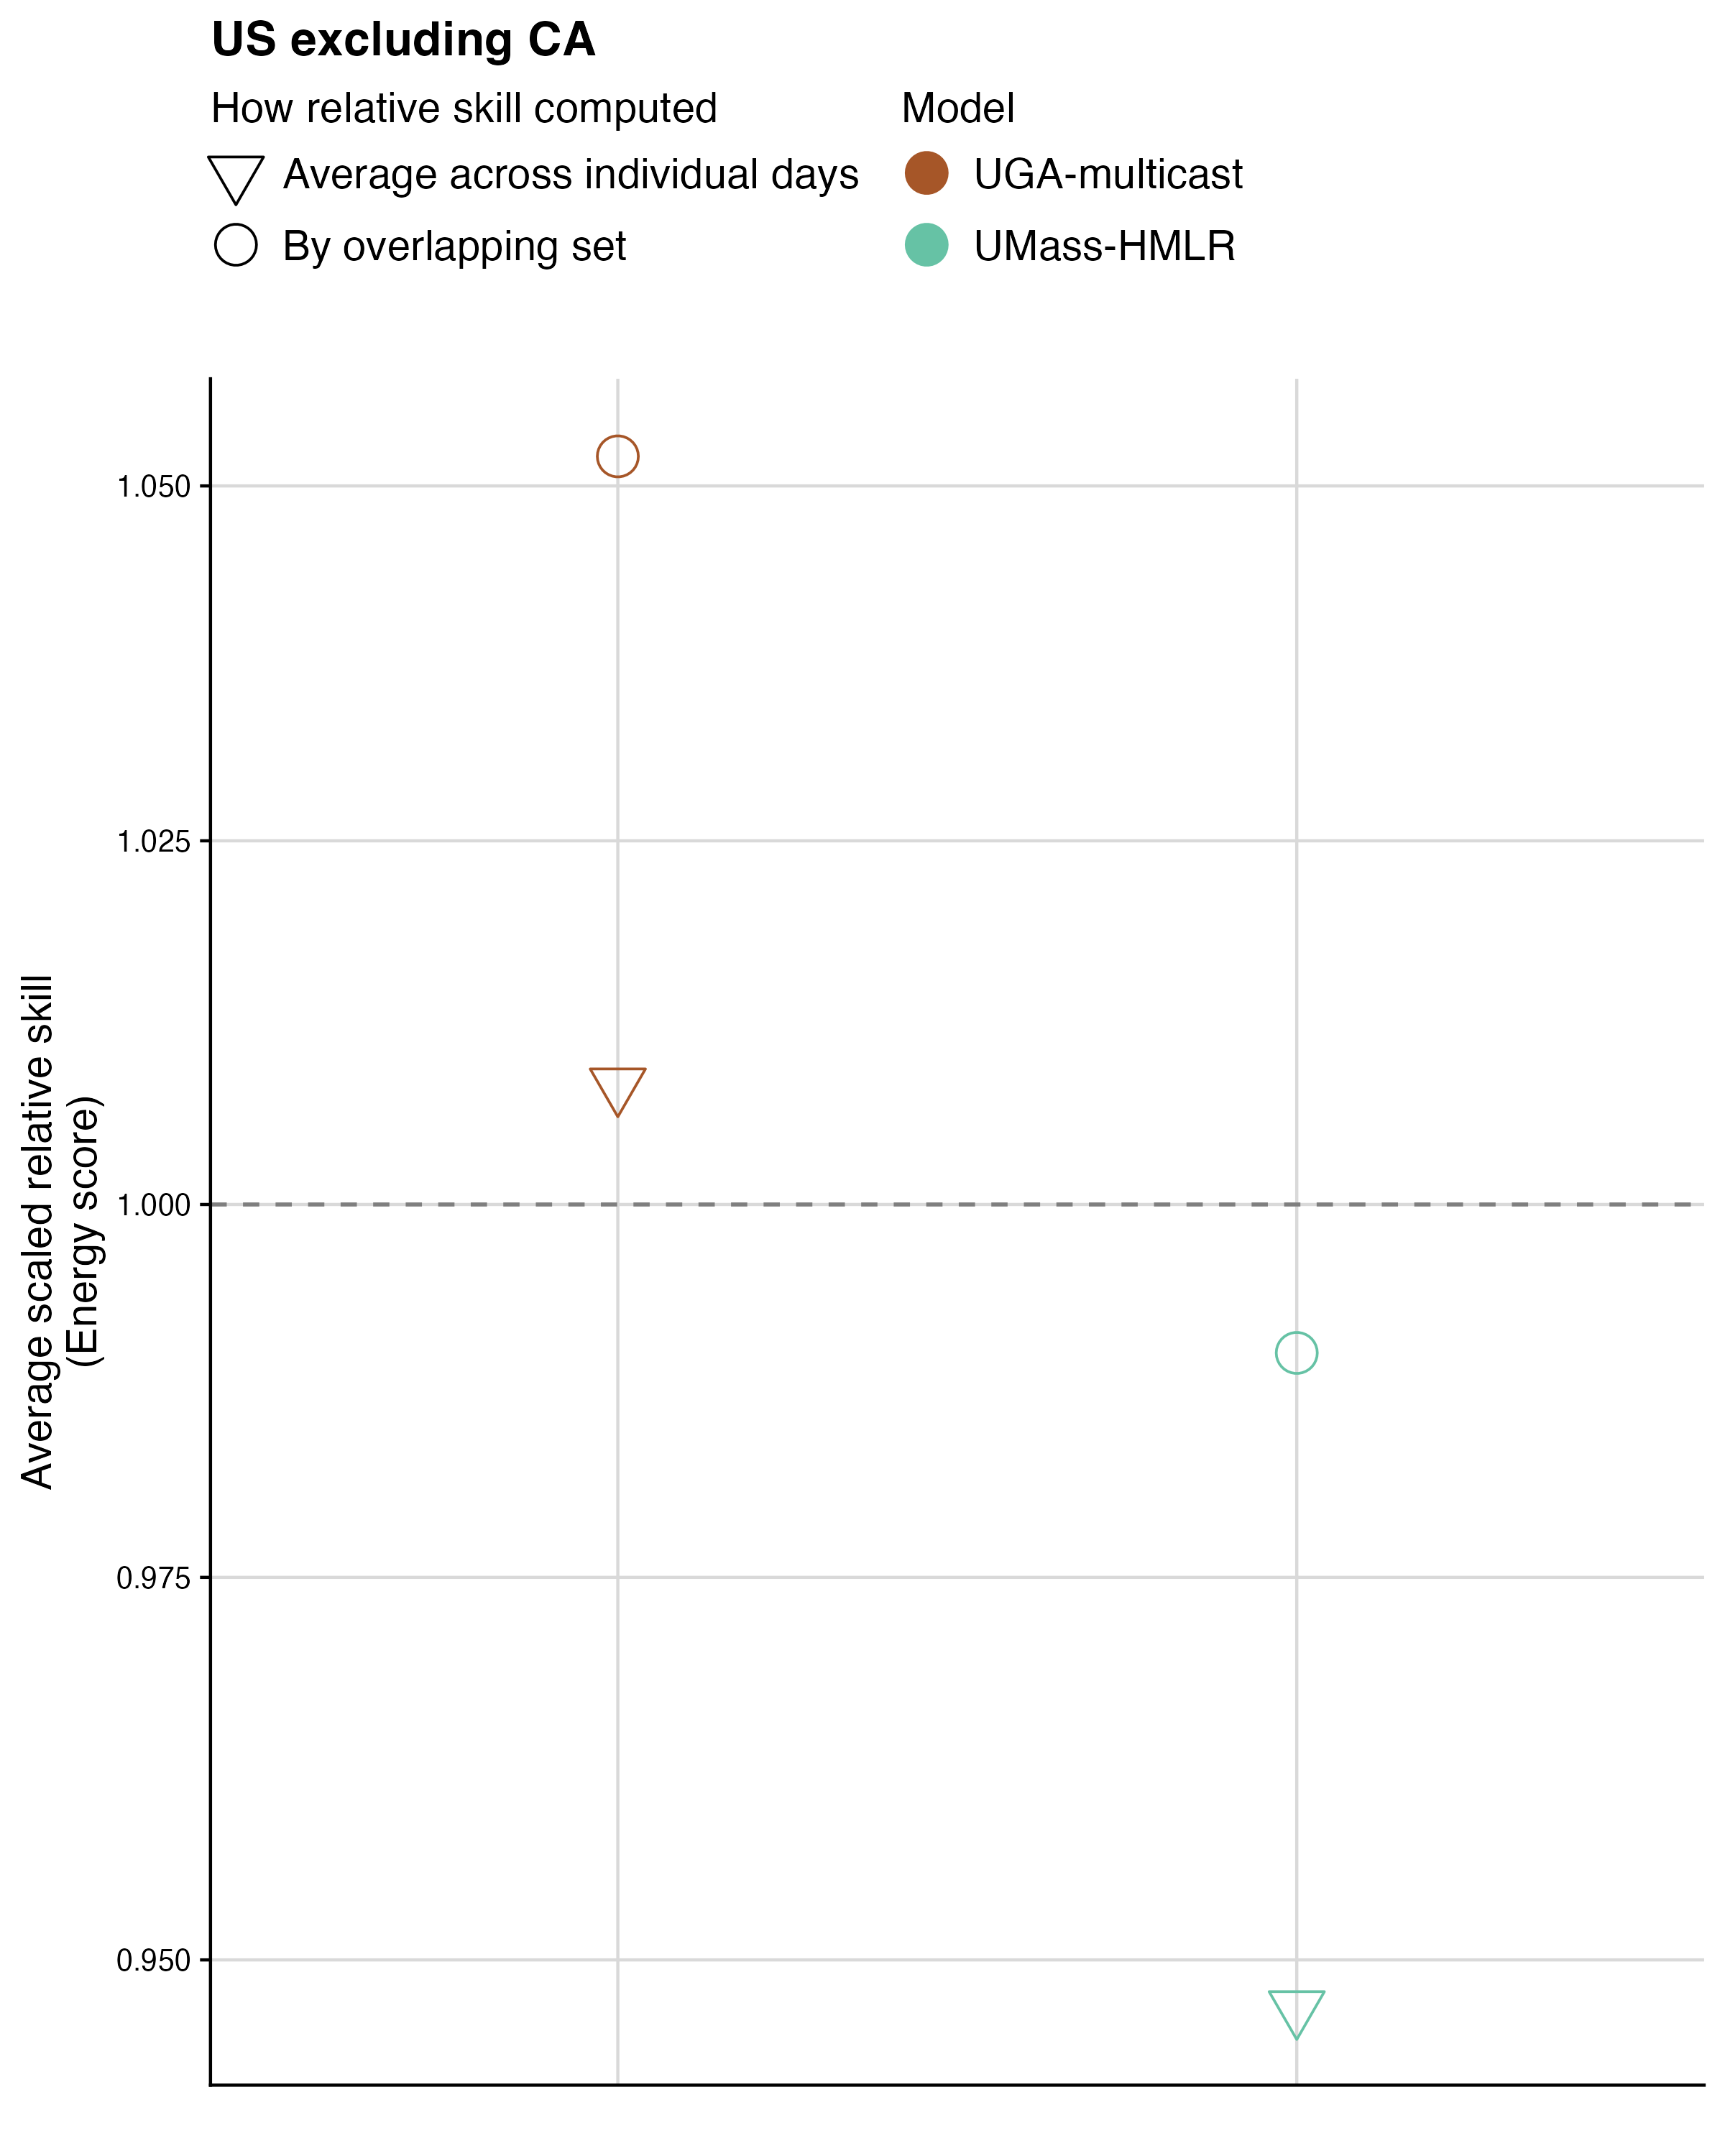 US excluding CA
How relative skill computed
Average across individual days
By overlapping set
Model
UGA-multicast
UMass-HMLR
Average scaled relative skill
(Energy score)
1.050
1.025
1.000
0.975
0.950